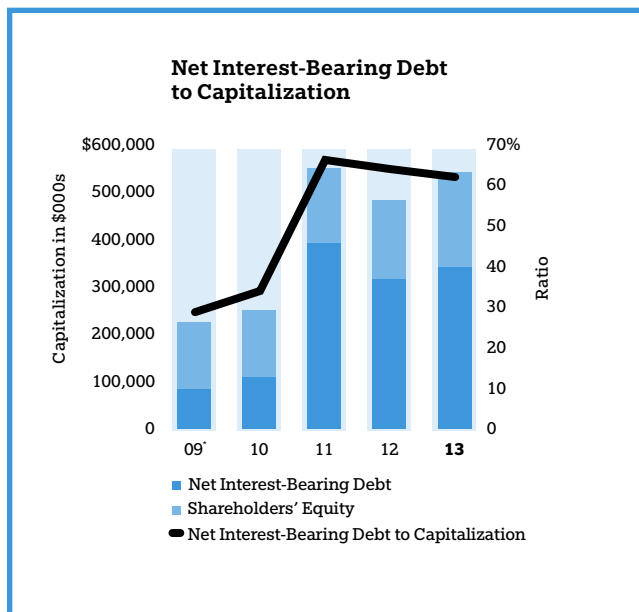 Net Interest-Bearing Debt
to Capitalization
$600,000
500,000
400,000
300,000
200,000
100,000
0
Capitalization in $000s
70%
60
50
40
30
20
10
0
Ratio
09*
10
11
12
13
Net Interest-Bearing Debt
Shareholders’ Equity
Net Interest-Bearing Debt to Capitalization